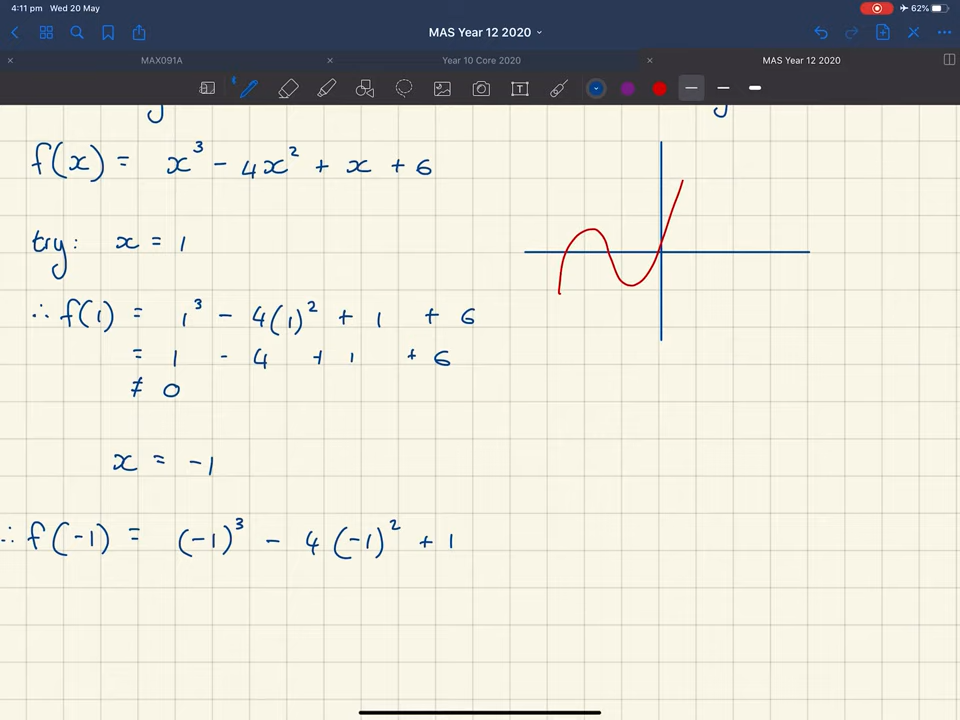 4:11 pm Wed 20 May
62%
MAS Year 12 2020
MAX091A
Year 10 Core 2020
MAS Year 12 2020
f(x) = x³ - 4x² + x + 6
try: x = 1
∴ f(1) = 1³ - 4(1)² + 1 + 6
= 1 - 4 + 1 + 6
≠ 0
x = -1
∴ f(-1) = (-1)³ - 4(-1)² + 1